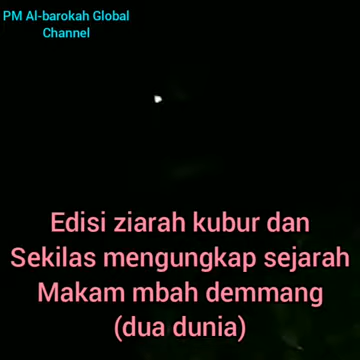 PM Al-barokah Global
Channel
Edisi ziarah kubur dan
Sekilas mengungkap sejarah
Makam mbah demmang
(dua dunia)